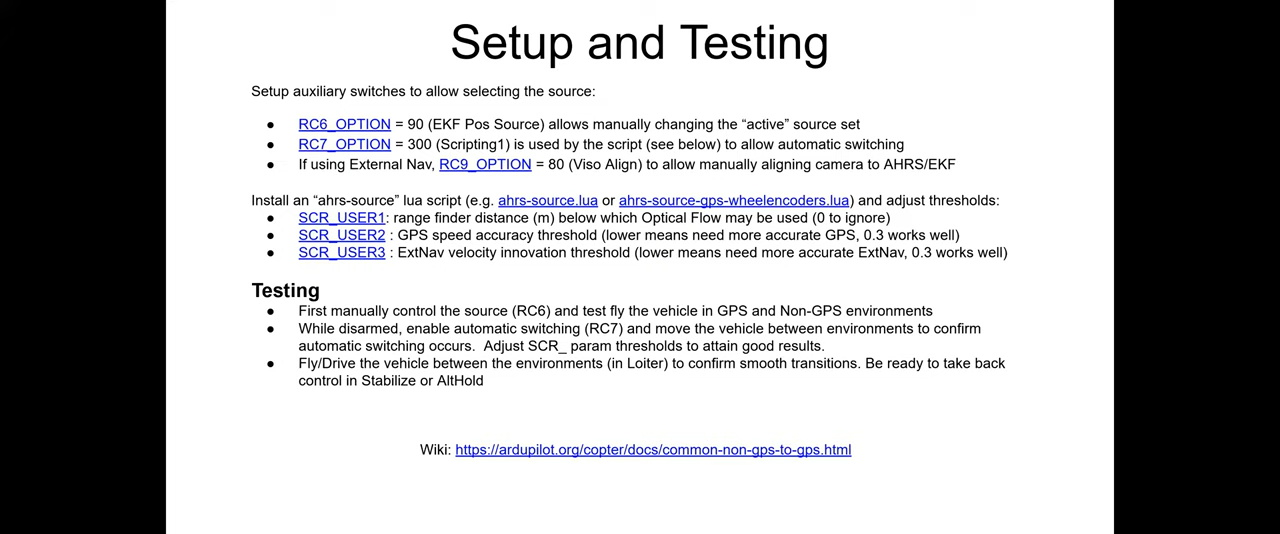 Setup and Testing
Setup auxiliary switches to allow selecting the source:
● RC6_OPTION = 90 (EKF Pos Source) allows manually changing the “active” source set
● RC7_OPTION = 300 (Scripting1) is used by the script (see below) to allow automatic switching
● If using External Nav, RC9_OPTION = 80 (Viso Align) to allow manually aligning camera to AHRS/EKF
Install an “ahrs-source” lua script (e.g. ahrs-source.lua or ahrs-source-gps-wheelencoders.lua) and adjust thresholds:
● SCR_USER1: range finder distance (m) below which Optical Flow may be used (0 to ignore)
● SCR_USER2 : GPS speed accuracy threshold (lower means need more accurate GPS, 0.3 works well)
● SCR_USER3 : ExtNav velocity innovation threshold (lower means need more accurate ExtNav, 0.3 works well)
Testing
● First manually control the source (RC6) and test fly the vehicle in GPS and Non-GPS environments
● While disarmed, enable automatic switching (RC7) and move the vehicle between environments to confirm
automatic switching occurs.  Adjust SCR_ param thresholds to attain good results.
● Fly/Drive the vehicle between the environments (in Loiter) to confirm smooth transitions. Be ready to take back
control in Stabilize or AltHold
Wiki: https://ardupilot.org/copter/docs/common-non-gps-to-gps.html